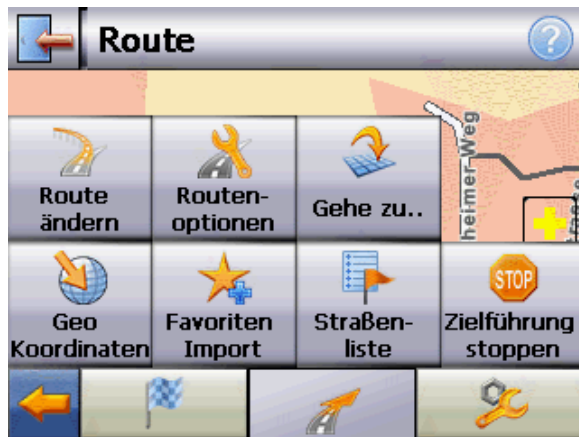 Route
?
heimer Weg
Route
ändern
Routen-
optionen
Gehe zu..
Geo
Koordinaten
Favoriten
Import
Straßen-
liste
STOP
Zielführung
stoppen